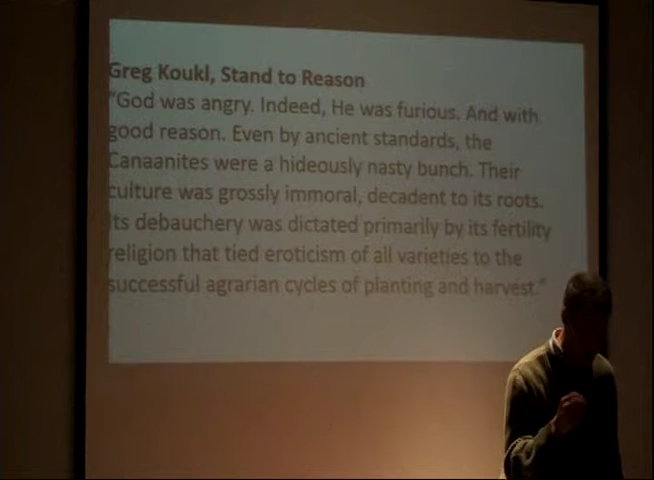 Greg Koukl, Stand to Reason
"God was angry. Indeed, He was furious. And with
good reason. Even by ancient standards, the
Canaanites were a hideously nasty bunch. Their
culture was grossly immoral, decadent to its roots.
Its debauchery was dictated primarily by its fertility
religion that tied eroticism of all varieties to the
successful agrarian cycles of planting and harvest."